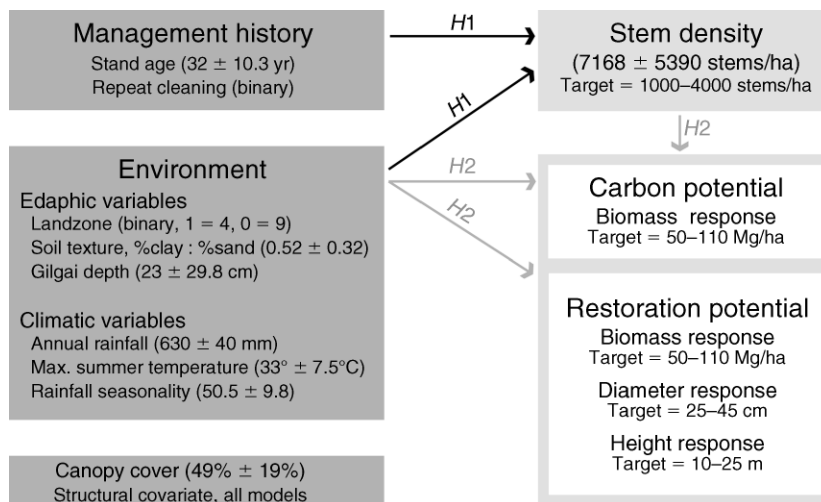 Management history
Stand age (32 ± 10.3 yr)
Repeat cleaning (binary)
H1
Stem density
(7168 ± 5390 stems/ha)
Target = 1000–4000 stems/ha
H1
H2
Environment
Edaphic variables
Landzone (binary, 1 = 4, 0 = 9)
Soil texture, %clay : %sand (0.52 ± 0.32)
Gilgai depth (23 ± 29.8 cm)
Climatic variables
Annual rainfall (630 ± 40 mm)
Max. summer temperature (33° ± 7.5°C)
Rainfall seasonality (50.5 ± 9.8)
H2
H2
Carbon potential
Biomass response
Target = 50–110 Mg/ha
Restoration potential
Biomass response
Target = 50–110 Mg/ha
Diameter response
Target = 25–45 cm
Height response
Target = 10–25 m
Canopy cover (49% ± 19%)
Structural covariate, all models